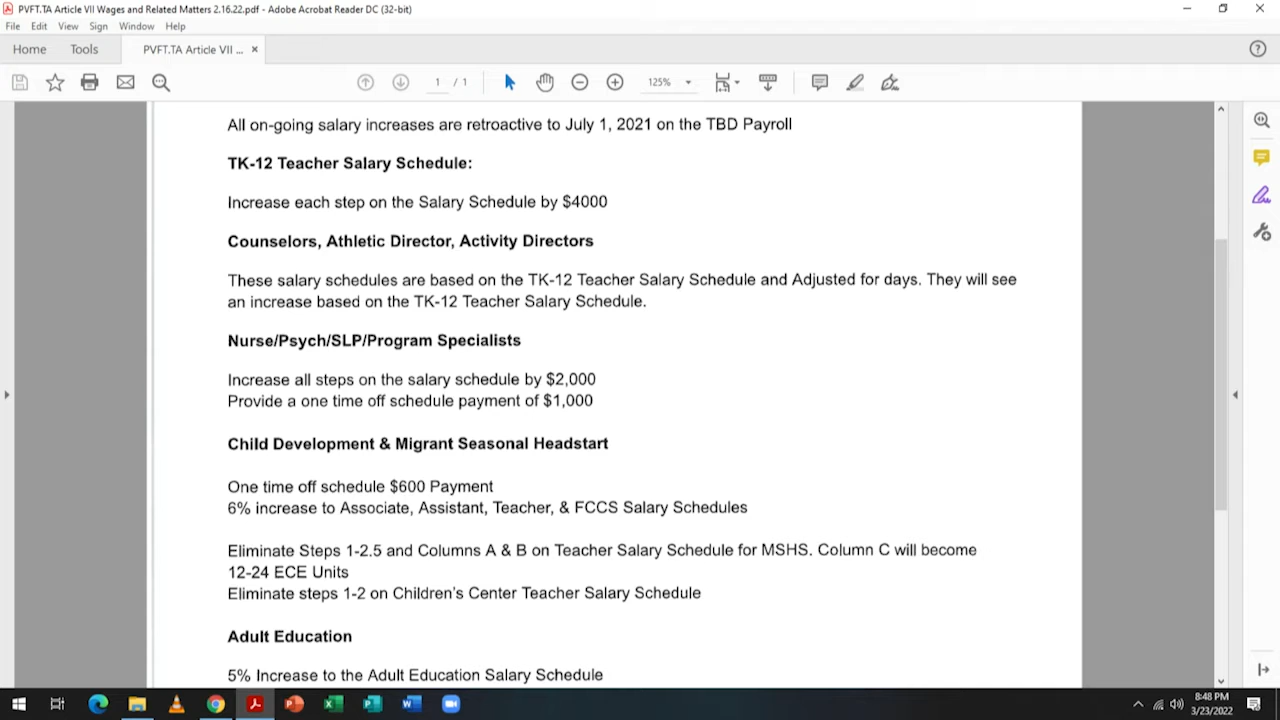 PVFT.TA Article VII Wages and Related Matters 2.16.22.pdf - Adobe Acrobat Reader DC (32-bit)
File Edit View Sign Window Help
Home Tools PVFT.TA Article VII ... ×
1 / 1 125%
All on-going salary increases are retroactive to July 1, 2021 on the TBD Payroll
TK-12 Teacher Salary Schedule:
Increase each step on the Salary Schedule by $4000
Counselors, Athletic Director, Activity Directors
These salary schedules are based on the TK-12 Teacher Salary Schedule and Adjusted for days. They will see
an increase based on the TK-12 Teacher Salary Schedule.
Nurse/Psych/SLP/Program Specialists
Increase all steps on the salary schedule by $2,000
Provide a one time off schedule payment of $1,000
Child Development & Migrant Seasonal Headstart
One time off schedule $600 Payment
6% increase to Associate, Assistant, Teacher, & FCCS Salary Schedules
Eliminate Steps 1-2.5 and Columns A & B on Teacher Salary Schedule for MSHS. Column C will become
12-24 ECE Units
Eliminate steps 1-2 on Children's Center Teacher Salary Schedule
Adult Education
5% Increase to the Adult Education Salary Schedule
8:48 PM
3/23/2022